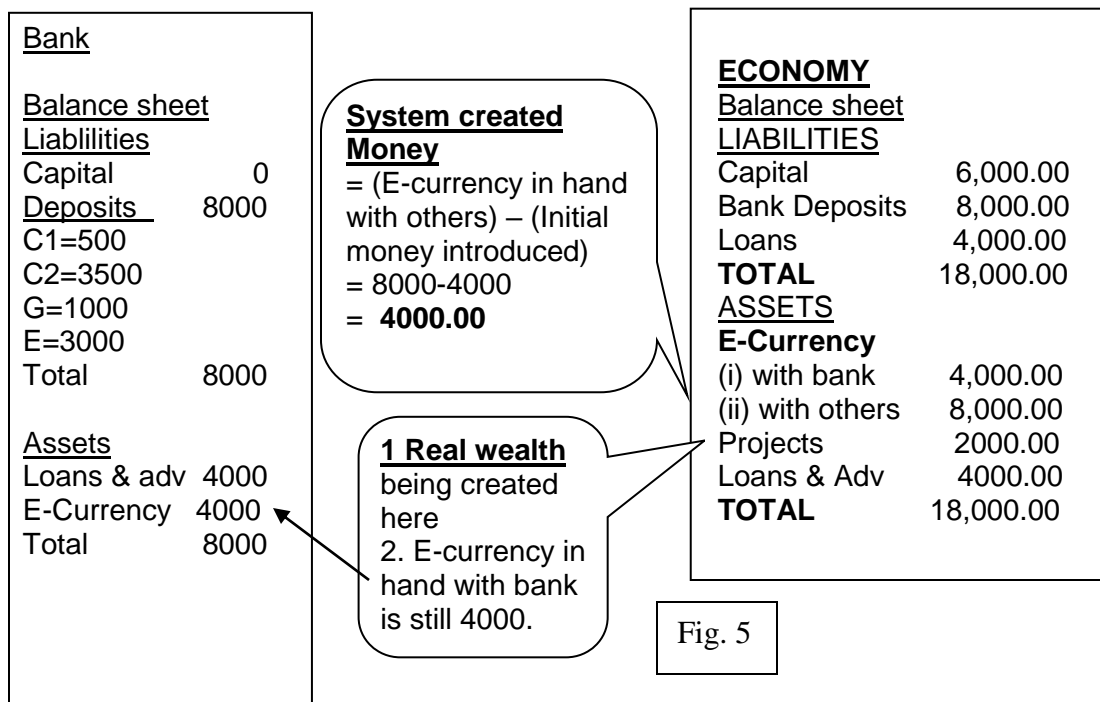 Bank
Balance sheet
Liablilities
Capital 0
Deposits 8000
C1=500
C2=3500
G=1000
E=3000
Total 8000
Assets
Loans & adv 4000
E-Currency 4000
Total 8000
System created
Money
= (E-currency in hand
with others) – (Initial
money introduced)
= 8000-4000
= 4000.00
1 Real wealth
being created
here
2. E-currency in
hand with bank
is still 4000.
ECONOMY
Balance sheet
LIABILITIES
Capital 6,000.00
Bank Deposits 8,000.00
Loans 4,000.00
TOTAL 18,000.00
ASSETS
E-Currency
(i) with bank 4,000.00
(ii) with others 8,000.00
Projects 2000.00
Loans & Adv 4000.00
TOTAL 18,000.00
Fig. 5